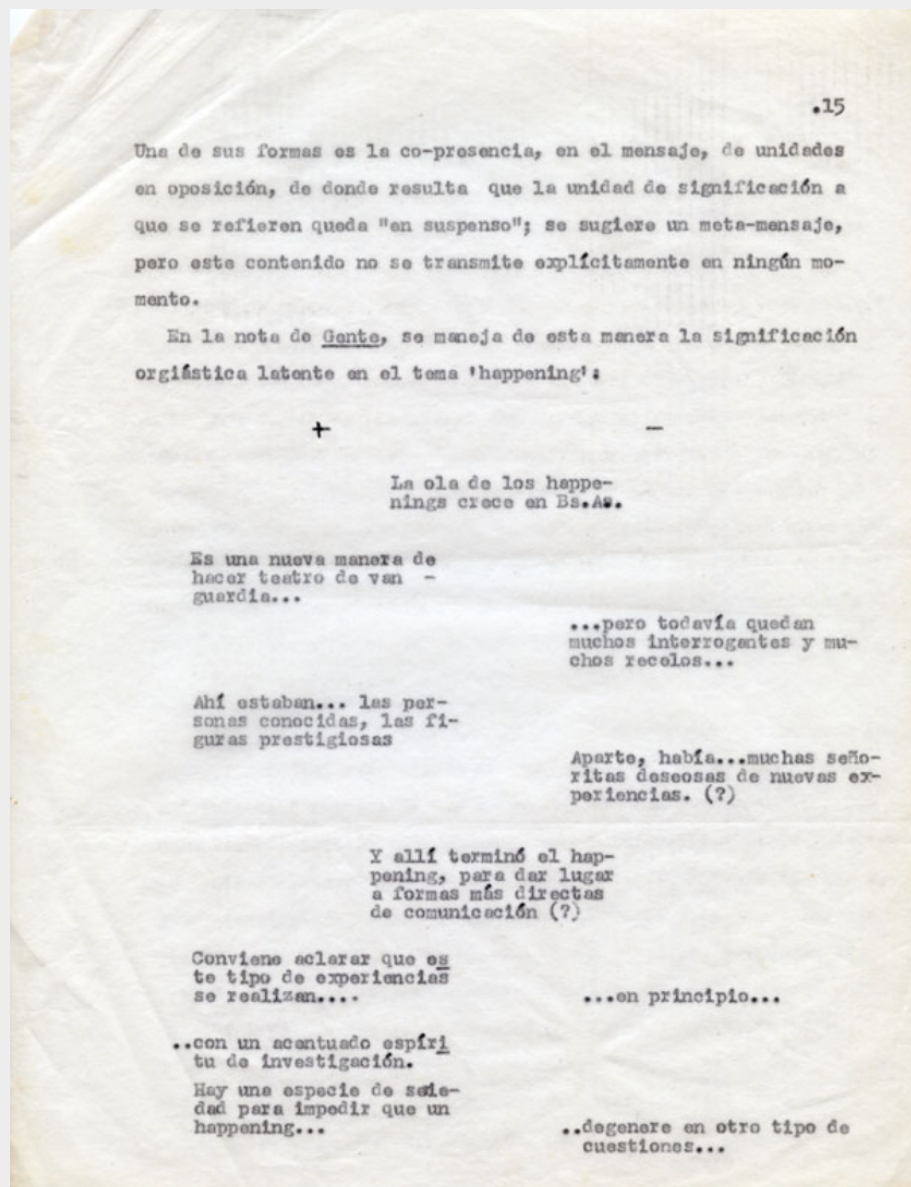 .15
Una de sus formas es la co-presencia, en el mensaje, de unidades
en oposición, de donde resulta que la unidad de significación a
que se refieren queda "en suspenso"; se sugiere un meta-mensaje,
pero este contenido no se transmite explícitamente en ningún mo-
mento.
En la nota de Gente, se maneja de esta manera la significación
orgiástica latente en el tema 'happening':
+ −
La ola de los happe-
nings crece en Bs.As.
Es una nueva manera de
hacer teatro de van -
guardia...
...pero todavía quedan
muchos interrogantes y mu-
chos recelos...
Ahí estaban... las per-
sonas conocidas, las fi-
guras prestigiosas
Aparte, había...muchas seño-
ritas deseosas de nuevas ex-
periencias. (?)
Y allí terminó el hap-
pening, para dar lugar
a formas más directas
de comunicación (?)
Conviene aclarar que es
te tipo de experiencias
se realizan....
...en principio...
..con un acentuado espíri
tu de investigación.
Hay una especie de seie-
dad para impedir que un
happening...
..degenere en otro tipo de
cuestiones...